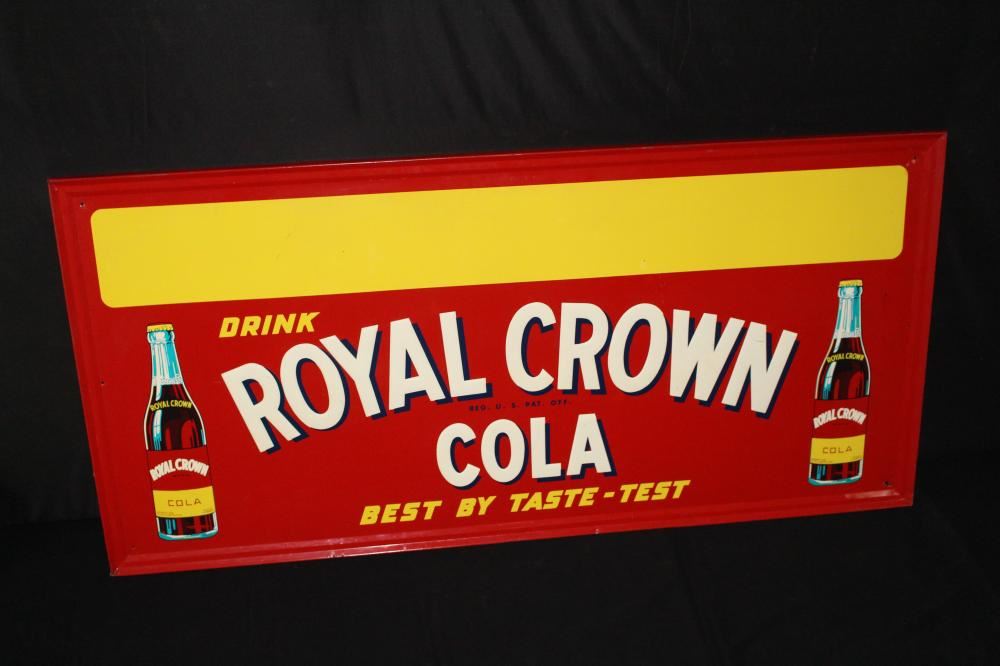 DRINK
ROYAL CROWN
REG. U. S. PAT. OFF.
COLA
BEST BY TASTE-TEST
ROYAL CROWN
ROYAL CROWN
COLA
ROYAL CROWN
ROYAL CROWN
COLA